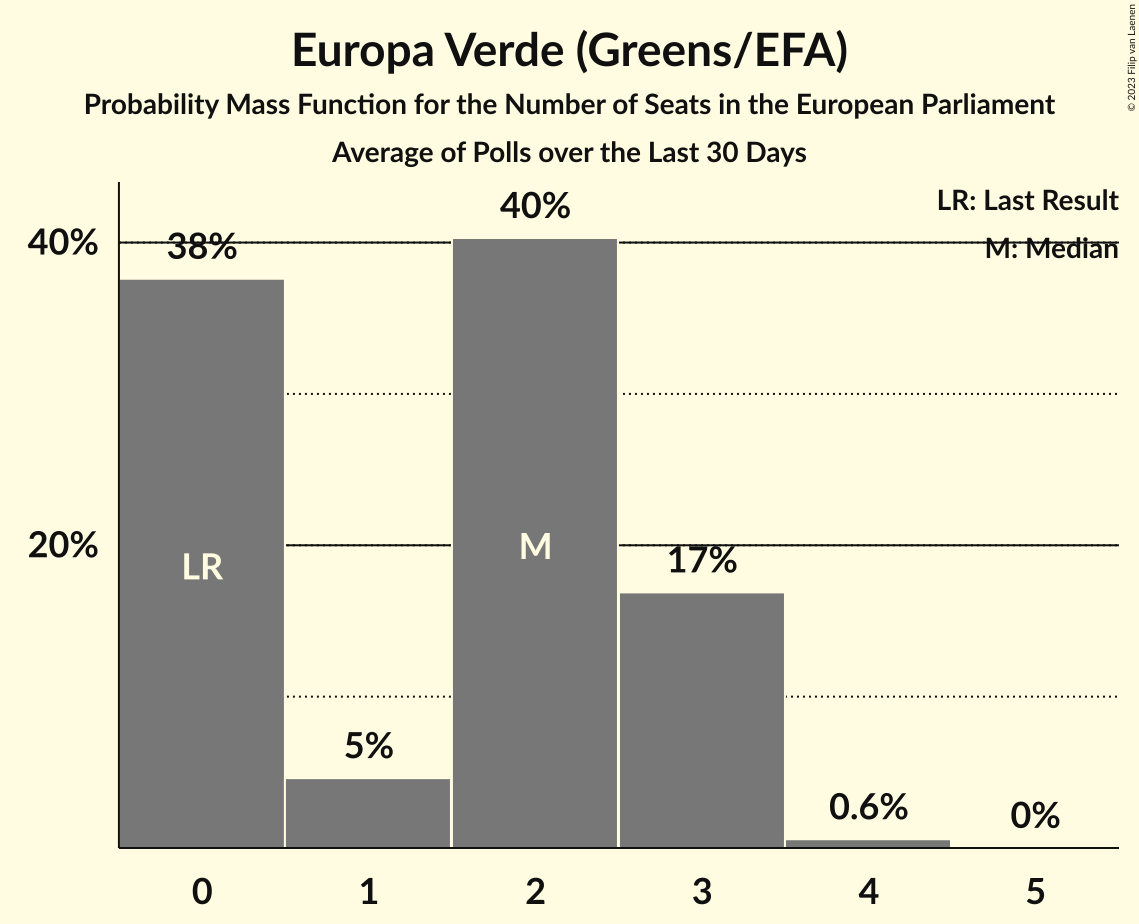 Europa Verde (Greens/EFA)
Probability Mass Function for the Number of Seats in the European Parliament
Average of Polls over the Last 30 Days
© 2023 Filip van Laenen
LR: Last Result
M: Median
40%
20%
38%
5%
40%
17%
0.6%
0%
LR
M
0 1 2 3 4 5